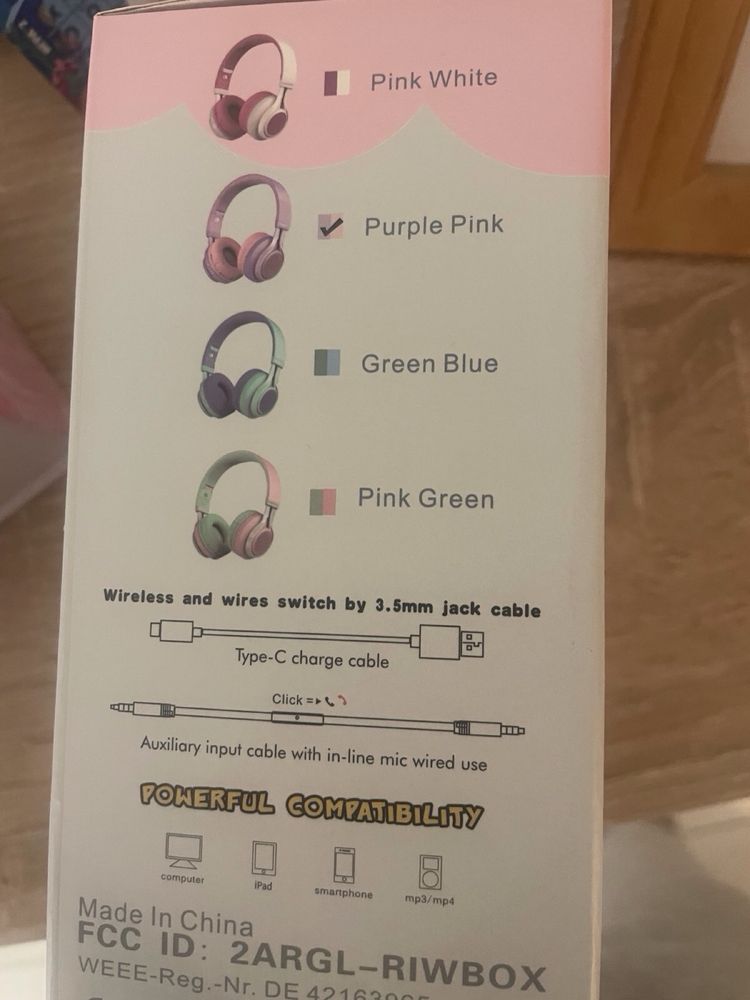 Pink White
Purple Pink
Green Blue
Pink Green
Wireless and wires switch by 3.5mm jack cable
Type-C charge cable
Click =
Auxiliary input cable with in-line mic wired use
POWERFUL COMPATIBILITY
computer
iPad
smartphone
mp3/mp4
Made In China
FCC ID: 2ARGL-RIWBOX
WEEE-Reg.-Nr. DE